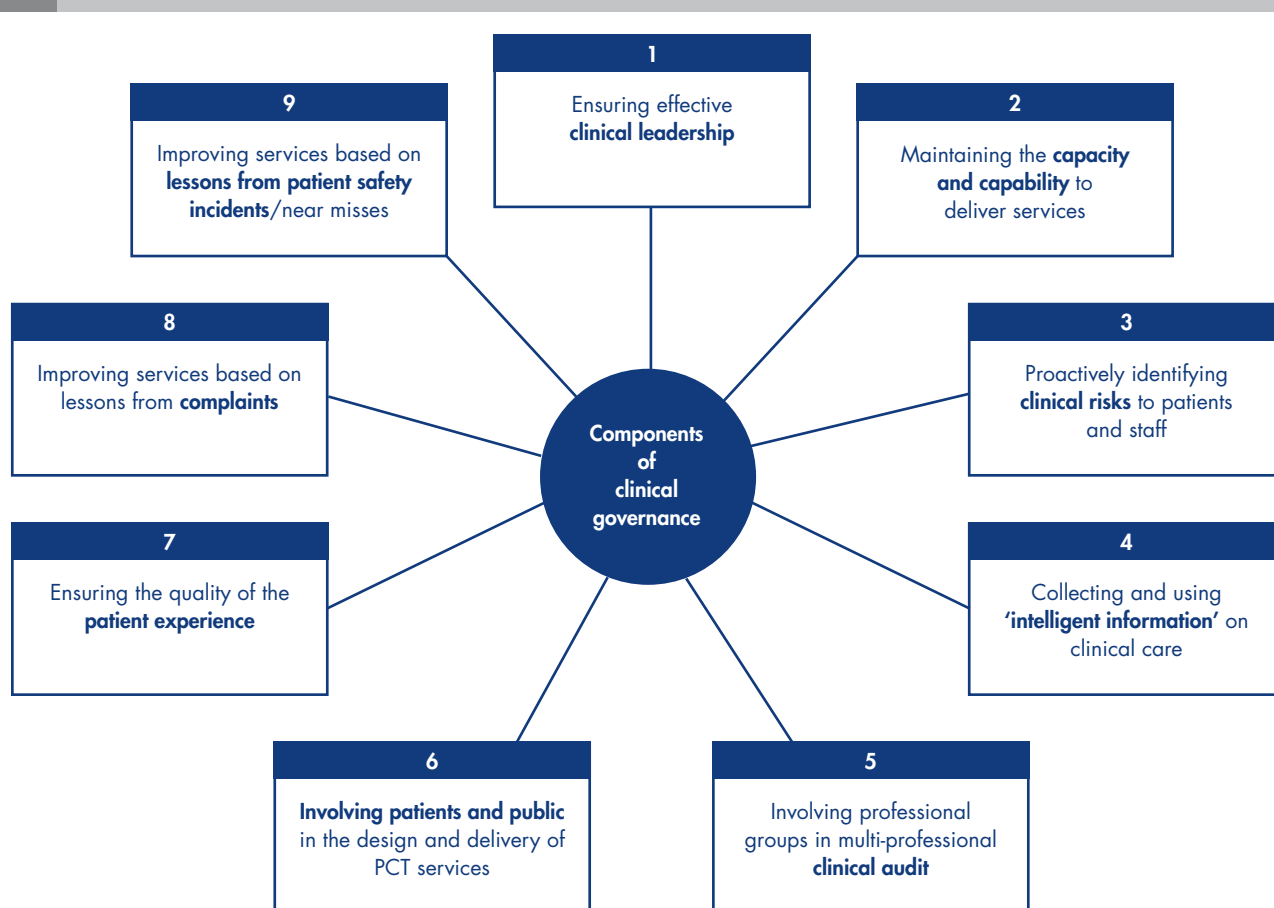 1
Ensuring effective
clinical leadership
2
Maintaining the capacity
and capability to
deliver services
3
Proactively identifying
clinical risks to patients
and staff
4
Collecting and using
‘intelligent information’ on
clinical care
5
Involving professional
groups in multi-professional
clinical audit
6
Involving patients and public
in the design and delivery of
PCT services
7
Ensuring the quality of the
patient experience
8
Improving services based on
lessons from complaints
9
Improving services based on
lessons from patient safety
incidents/near misses
Components
of
clinical
governance